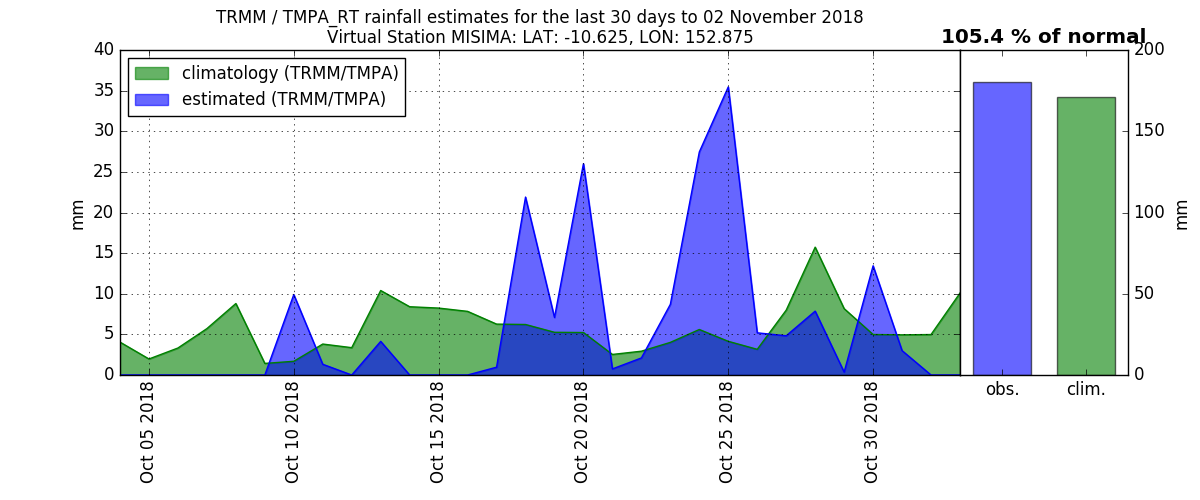 TRMM / TMPA_RT rainfall estimates for the last 30 days to 02 November 2018
Virtual Station MISIMA: LAT: -10.625, LON: 152.875
105.4 % of normal
climatology (TRMM/TMPA)
estimated (TRMM/TMPA)
40
35
30
25
20
15
10
5
0
mm
Oct 05 2018
Oct 10 2018
Oct 15 2018
Oct 20 2018
Oct 25 2018
Oct 30 2018
200
150
100
50
0
mm
obs.
clim.